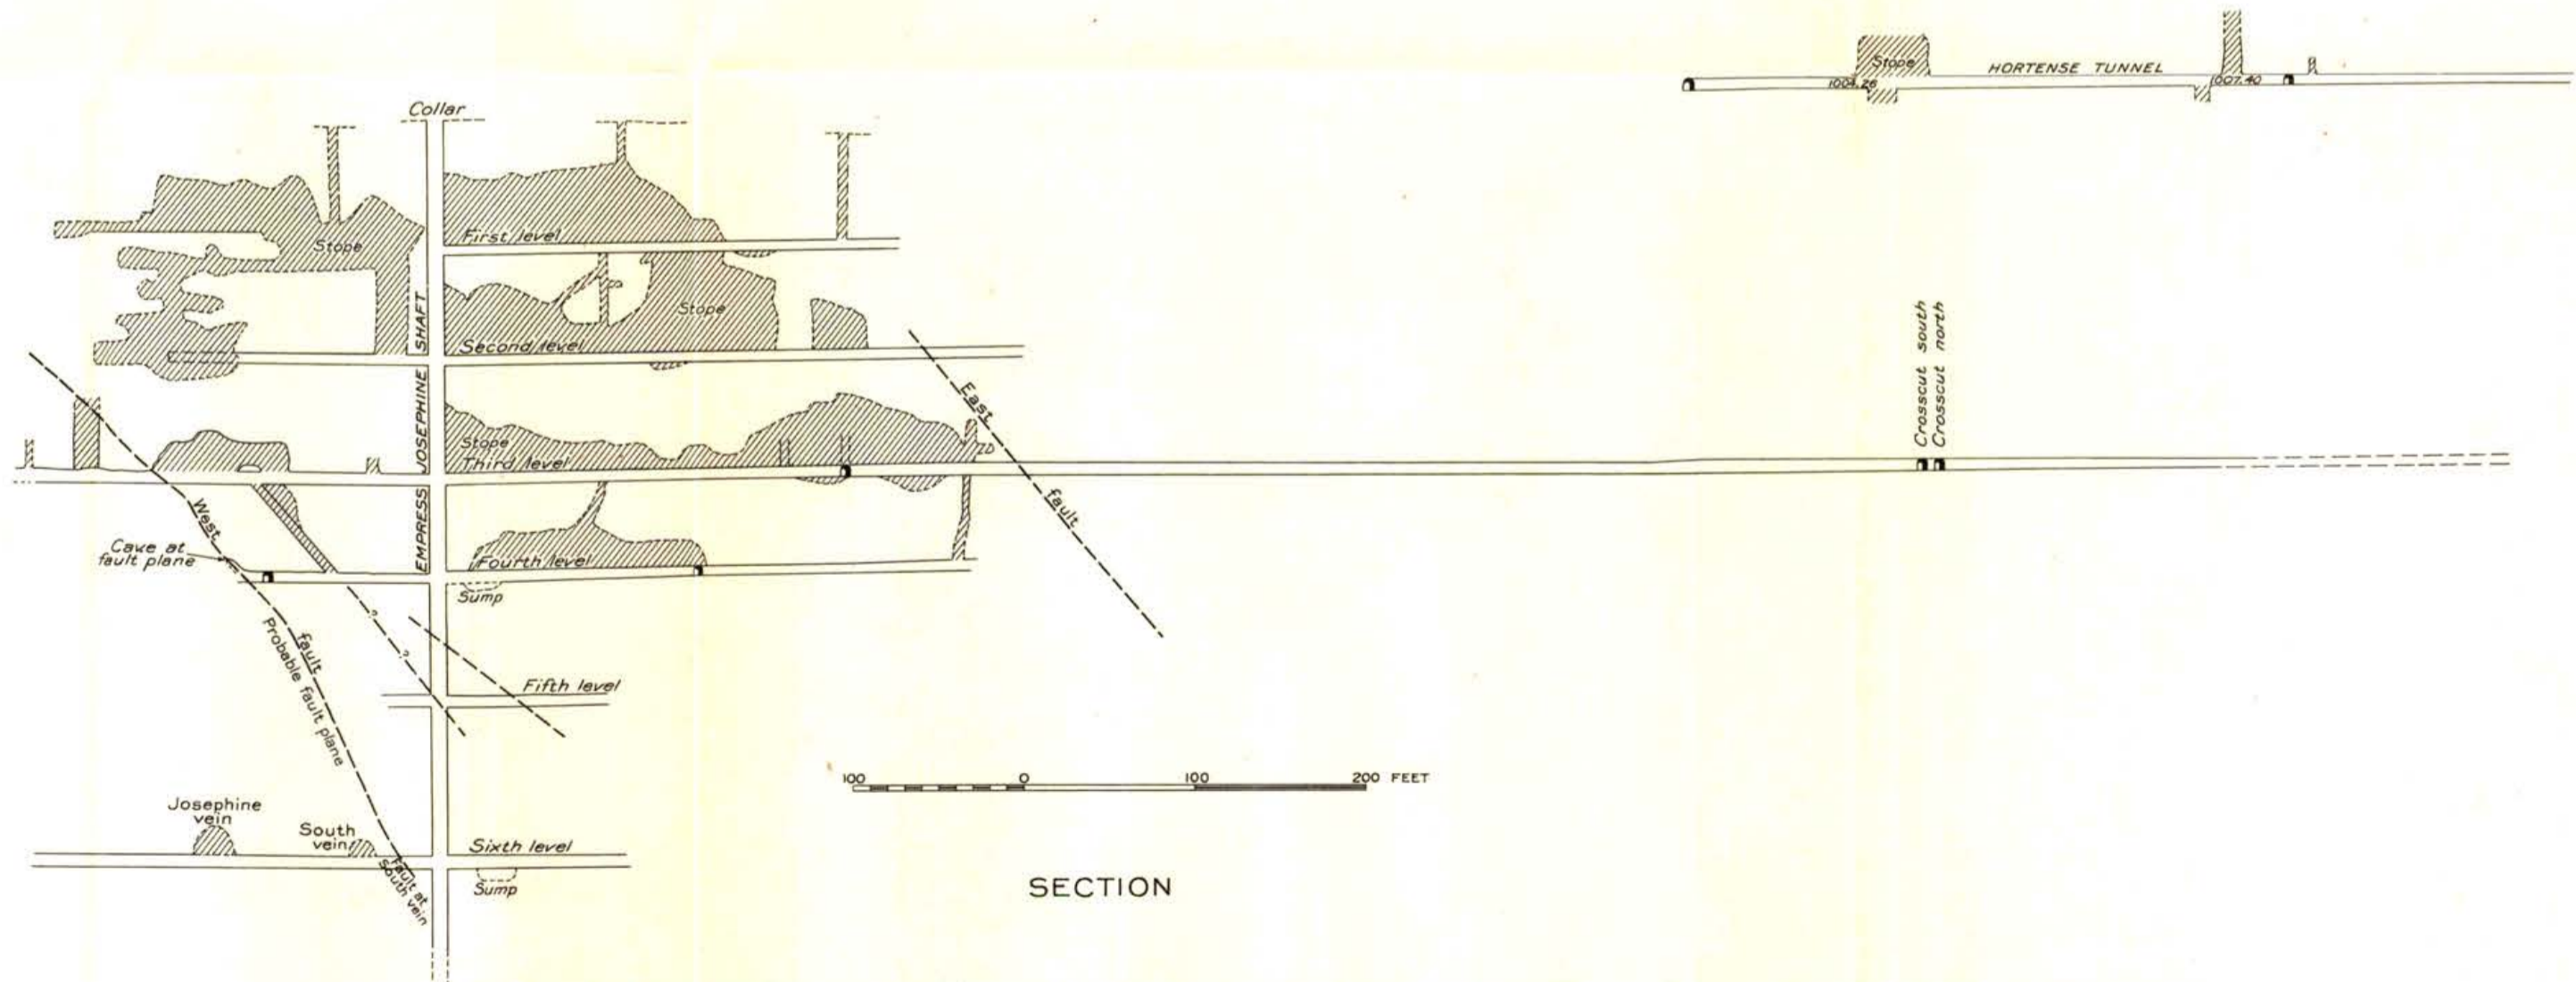 Collar
Stope
HORTENSE TUNNEL
1004.26
1007.40
First level
Stope
Stope
Second level
EMPRESS JOSEPHINE SHAFT
Crosscut south
Crosscut north
East
fault
Stope
Third level
West
fault
Cave at
fault plane
Fourth level
Sump
?
?
Probable fault plane
Fifth level
100 0 100 200 FEET
Josephine
vein
South
vein
Sixth level
Fault at
South vein
Sump
SECTION